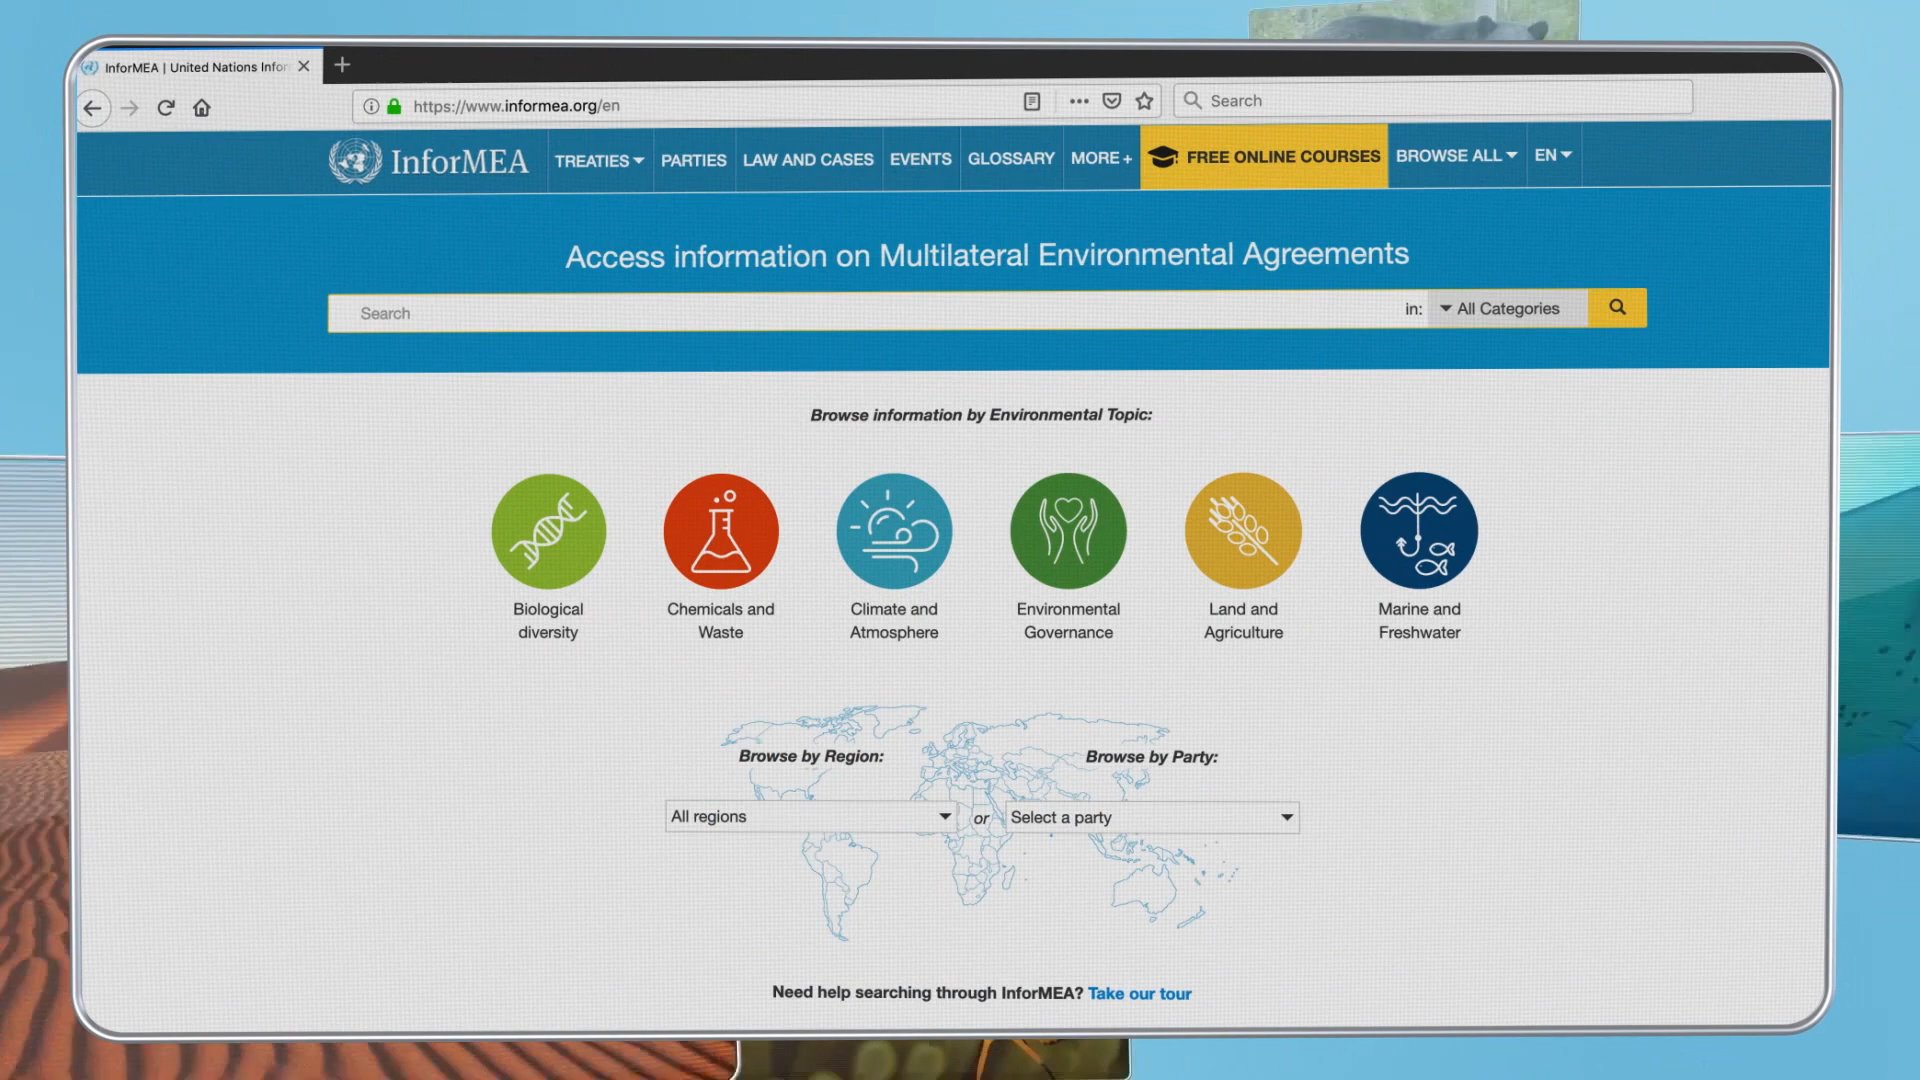 InforMEA | United Nations Infor
https://www.informea.org/en
Search
InforMEA
TREATIES
PARTIES
LAW AND CASES
EVENTS
GLOSSARY
MORE +
FREE ONLINE COURSES
BROWSE ALL
EN
Access information on Multilateral Environmental Agreements
Search
in:
All Categories
Browse information by Environmental Topic:
Biological
diversity
Chemicals and
Waste
Climate and
Atmosphere
Environmental
Governance
Land and
Agriculture
Marine and
Freshwater
Browse by Region:
Browse by Party:
All regions
or
Select a party
Need help searching through InforMEA? Take our tour